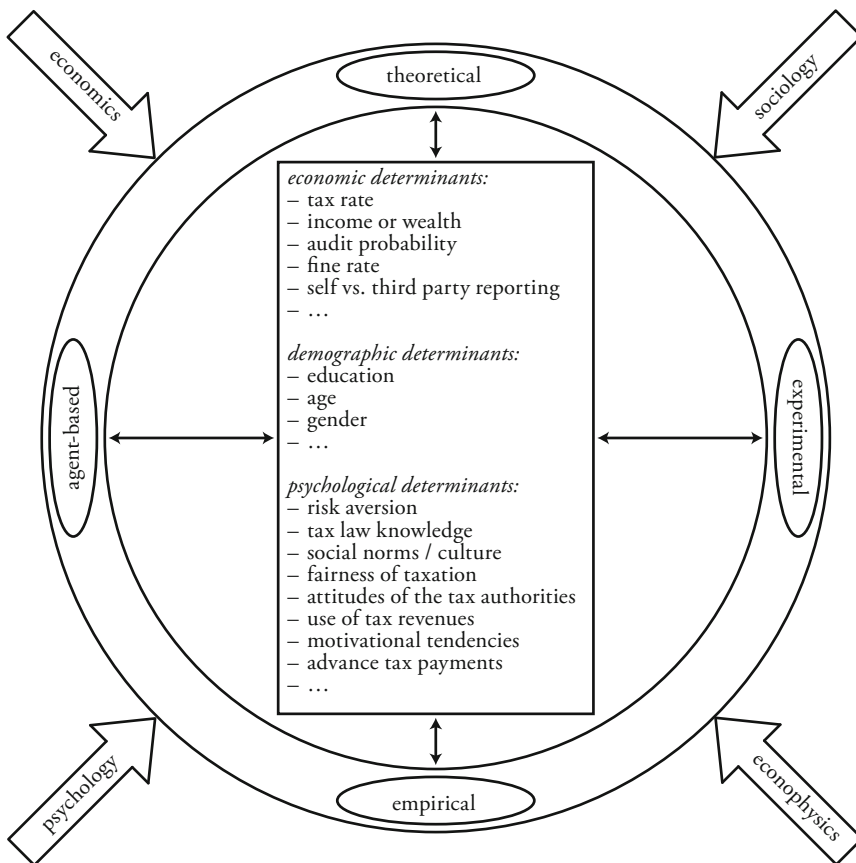 economics
sociology
theoretical
economic determinants:
– tax rate
– income or wealth
– audit probability
– fine rate
– self vs. third party reporting
– …
demographic determinants:
– education
– age
– gender
– …
agent-based
experimental
psychological determinants:
– risk aversion
– tax law knowledge
– social norms / culture
– fairness of taxation
– attitudes of the tax authorities
– use of tax revenues
– motivational tendencies
– advance tax payments
– …
psychology
empirical
econophysics